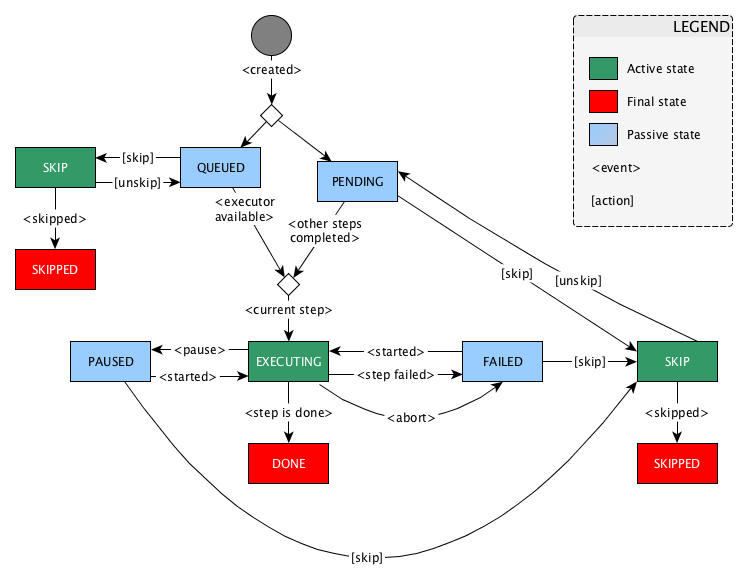 LEGEND
<created>
Active state
Final state
Passive state
<event>
[action]
SKIP
[skip]
[unskip]
QUEUED
PENDING
<skipped>
<executor
available>
<other steps
completed>
SKIPPED
[skip]
[unskip]
<current step>
PAUSED
<pause>
<started>
EXECUTING
<started>
<step failed>
FAILED
[skip]
SKIP
<step is done>
<abort>
<skipped>
DONE
SKIPPED
[skip]